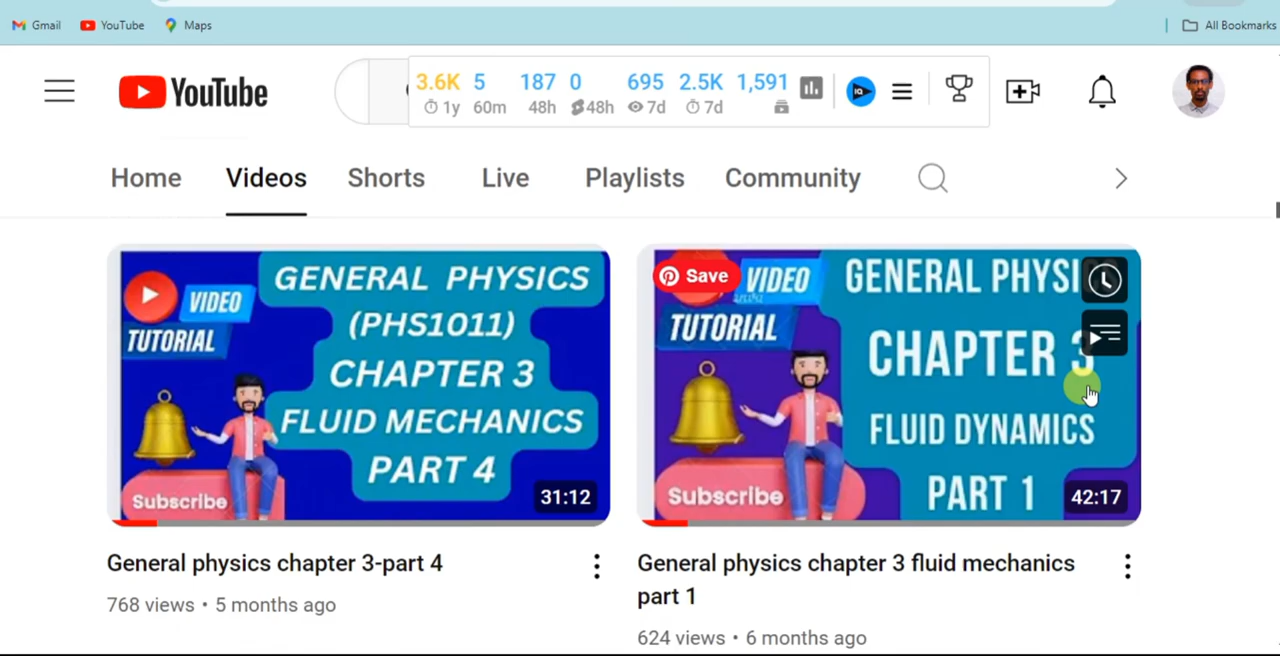 Gmail YouTube Maps All Bookmarks
YouTube 3.6K 5 187 0 695 2.5K 1,591 IQ
1y 60m 48h 48h 7d 7d
Home Videos Shorts Live Playlists Community
GENERAL PHYSICS
VIDEO
(PHS1011)
TUTORIAL
CHAPTER 3
FLUID MECHANICS
PART 4
Subscribe
31:12
Save
VIDEO
GENERAL PHYSI
TUTORIAL
CHAPTER 3
FLUID DYNAMICS
PART 1
Subscribe
42:17
General physics chapter 3-part 4
768 views • 5 months ago
General physics chapter 3 fluid mechanics
part 1
624 views • 6 months ago